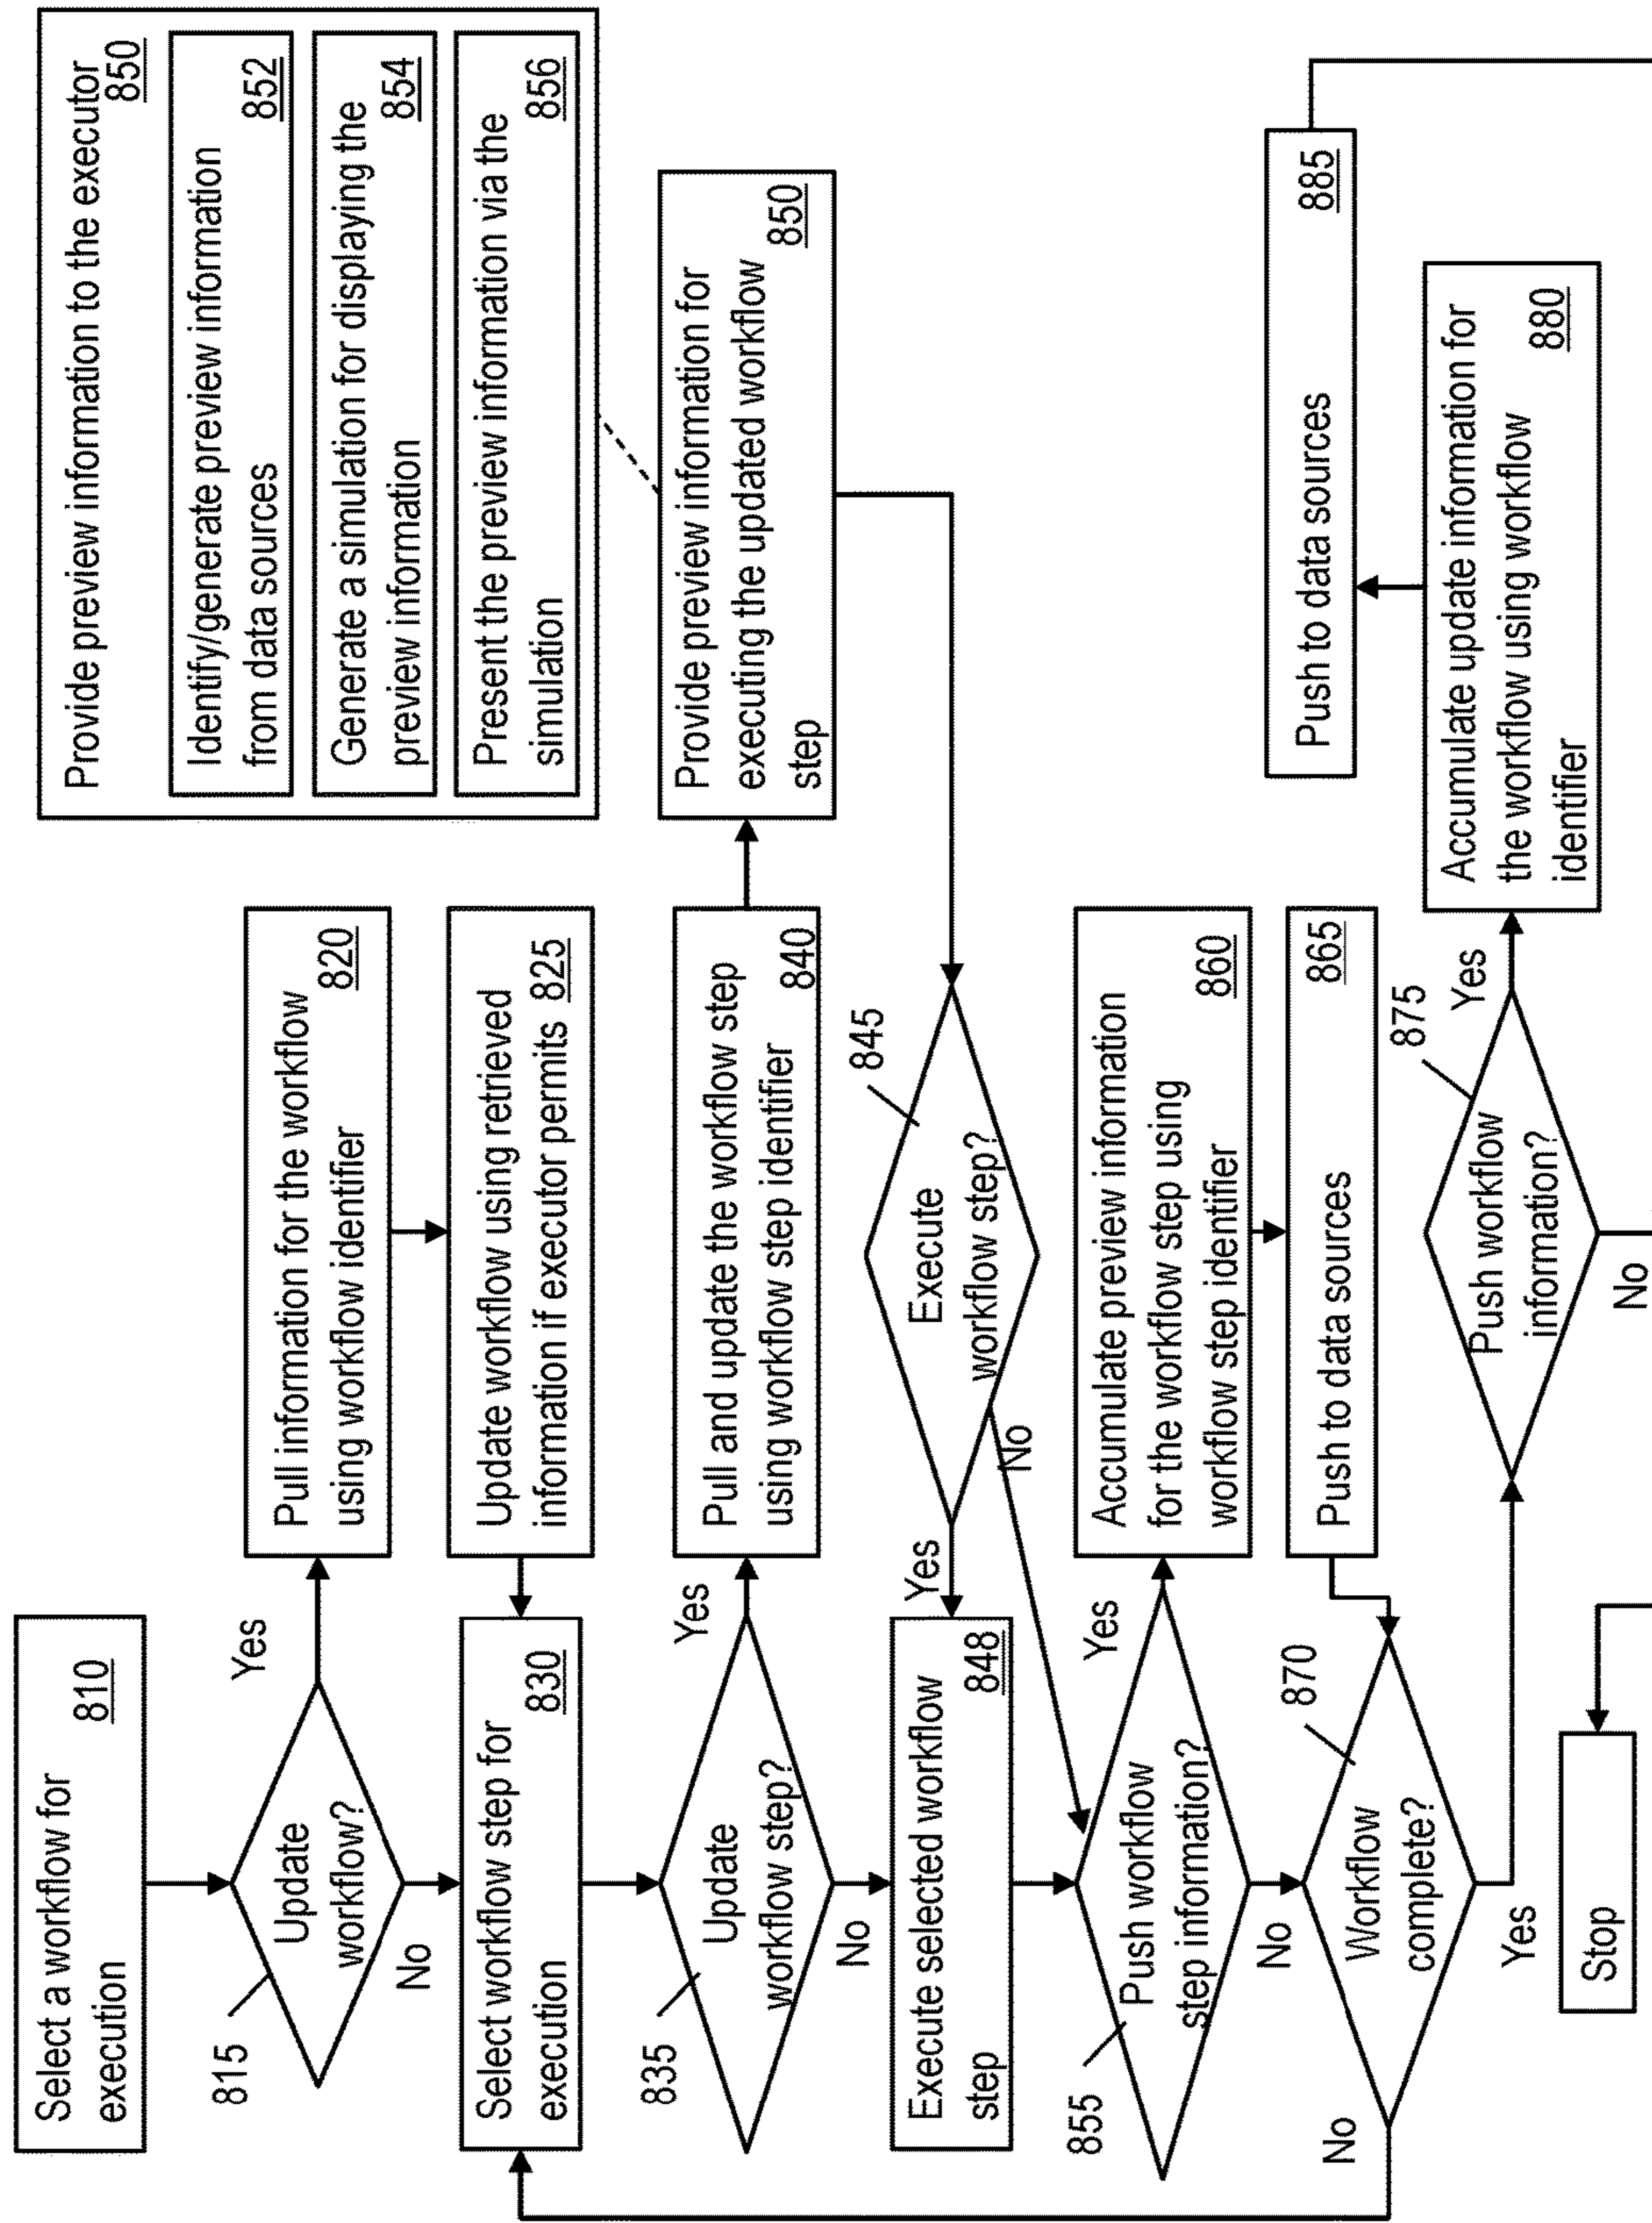 Select a workflow for
execution
810
815
Update
workflow?
Yes
No
Pull information for the workflow
using workflow identifier
820
Update workflow using retrieved
information if executor permits 825
Select workflow step for
execution
830
835
Update
workflow step?
Yes
No
Pull and update the workflow step
using workflow step identifier
840
Provide preview information for
executing the updated workflow
step
850
Provide preview information to the executor
850
Identify/generate preview information
from data sources
852
Generate a simulation for displaying the
preview information
854
Present the preview information via the
simulation
856
845
Execute
workflow step?
Yes
No
Execute selected workflow
step
848
855
Push workflow
step information?
Yes
No
Accumulate preview information
for the workflow step using
workflow step identifier
860
Push to data sources
865
870
Workflow
complete?
No
Yes
875
Push workflow
information?
Yes
No
Accumulate update information for
the workflow using workflow
identifier
880
Push to data sources
885
Stop